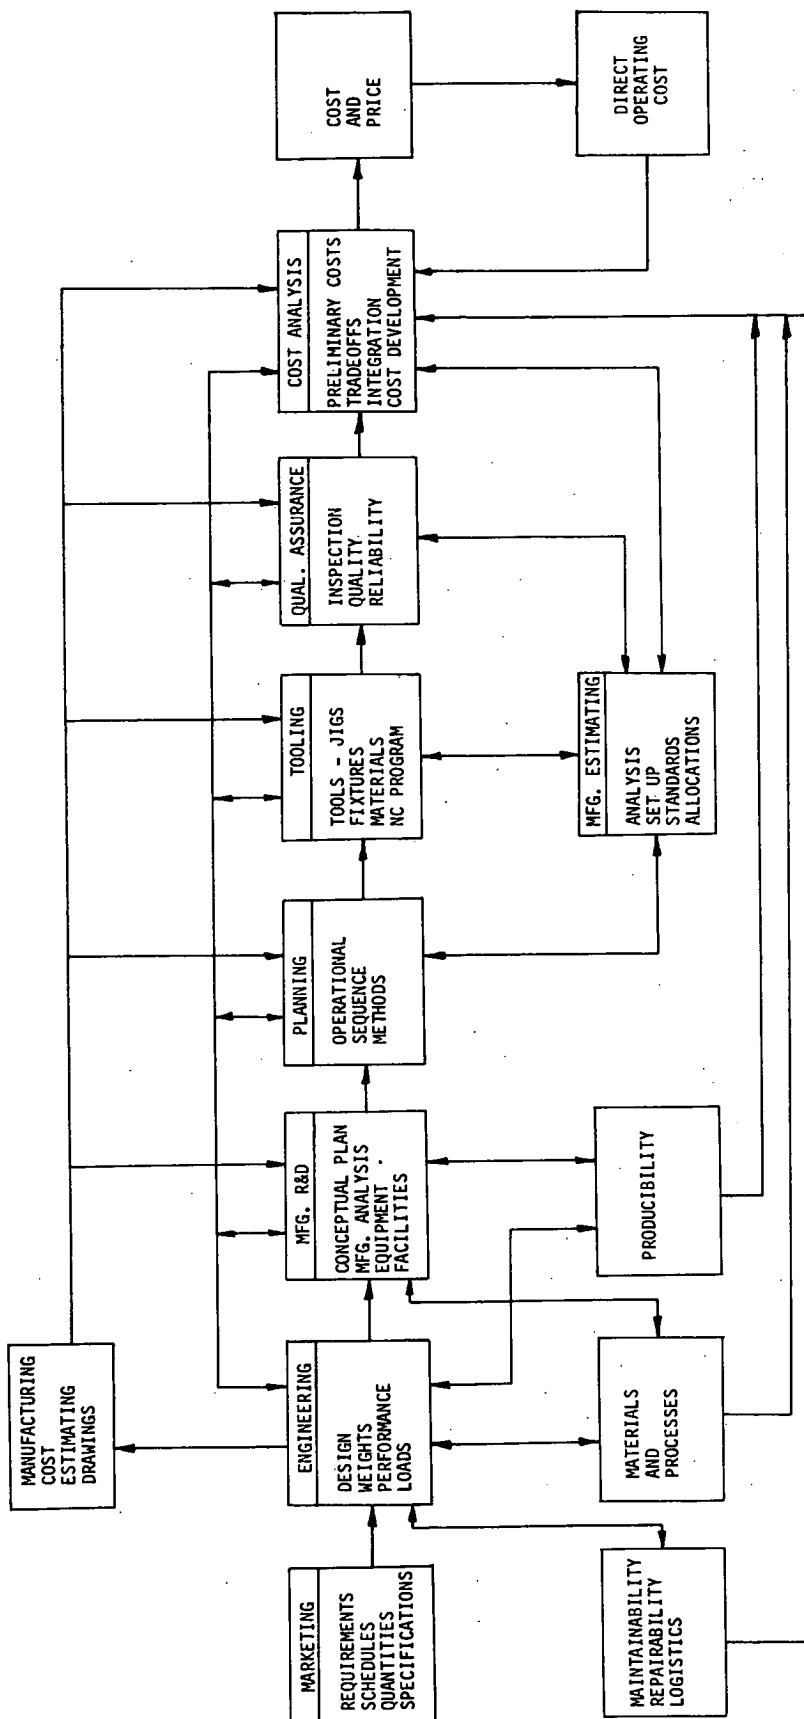 MANUFACTURING
COST
ESTIMATING
DRAWINGS
MARKETING
REQUIREMENTS
SCHEDULES
QUANTITIES
SPECIFICATIONS
ENGINEERING
DESIGN
WEIGHTS
PERFORMANCE
LOADS
MFG. R&D
CONCEPTUAL PLAN
MFG. ANALYSIS
EQUIPMENT
FACILITIES
PLANNING
OPERATIONAL
SEQUENCE
METHODS
TOOLING
TOOLS - JIGS
FIXTURES
MATERIALS
NC PROGRAM
QUAL. ASSURANCE
INSPECTION
QUALITY
RELIABILITY
COST ANALYSIS
PRELIMINARY COSTS
TRADEOFFS
INTEGRATION
COST DEVELOPMENT
COST
AND
PRICE
MAINTAINABILITY
REPAIRABILITY
LOGISTICS
MATERIALS
AND
PROCESSES
PRODUCIBILITY
MFG. ESTIMATING
ANALYSIS
SET UP
STANDARDS
ALLOCATIONS
DIRECT
OPERATING
COST